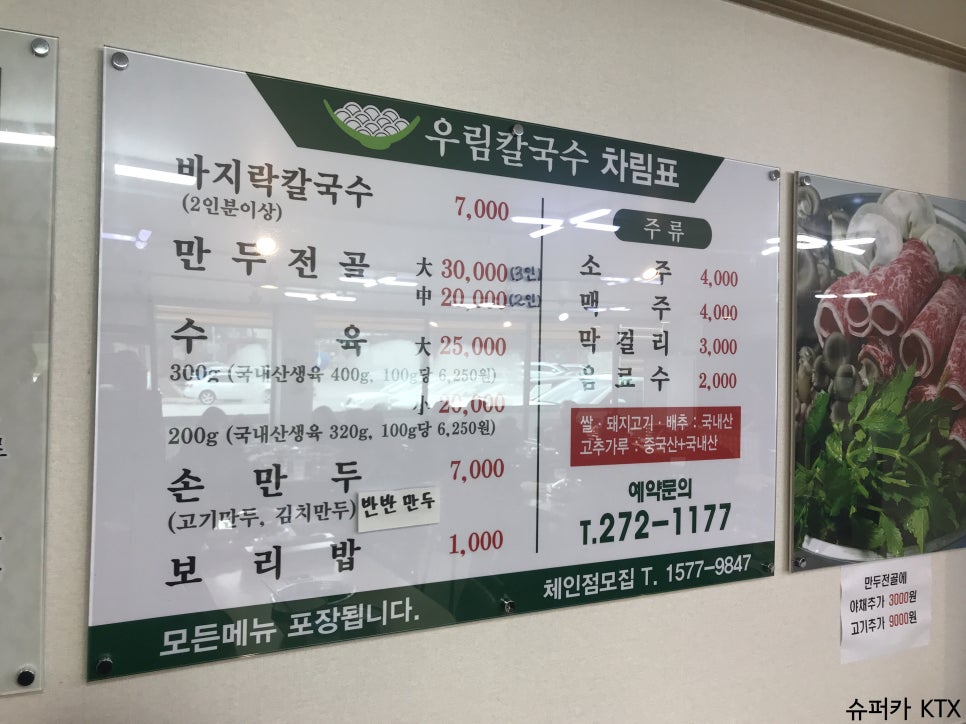 우림칼국수 차림표
바지락칼국수 7,000
(2인분이상)
만두전골 大 30,000(3인)
中 20,000(2인)
수육 大 25,000
300g (국내산생육 400g, 100g당 6,250원)
小 20,000
200g (국내산생육 320g, 100g당 6,250원)
손만두 7,000
(고기만두, 김치만두) 반반 만두
보리밥 1,000
주류
소주 4,000
맥주 4,000
막걸리 3,000
음료수 2,000
쌀·돼지고기·배추 : 국내산
고추가루 : 중국산+국내산
예약문의
T.272-1177
모든메뉴 포장됩니다.
체인점모집 T. 1577-9847
만두전골에
야채추가 3000원
고기추가 9000원
슈퍼카 KTX